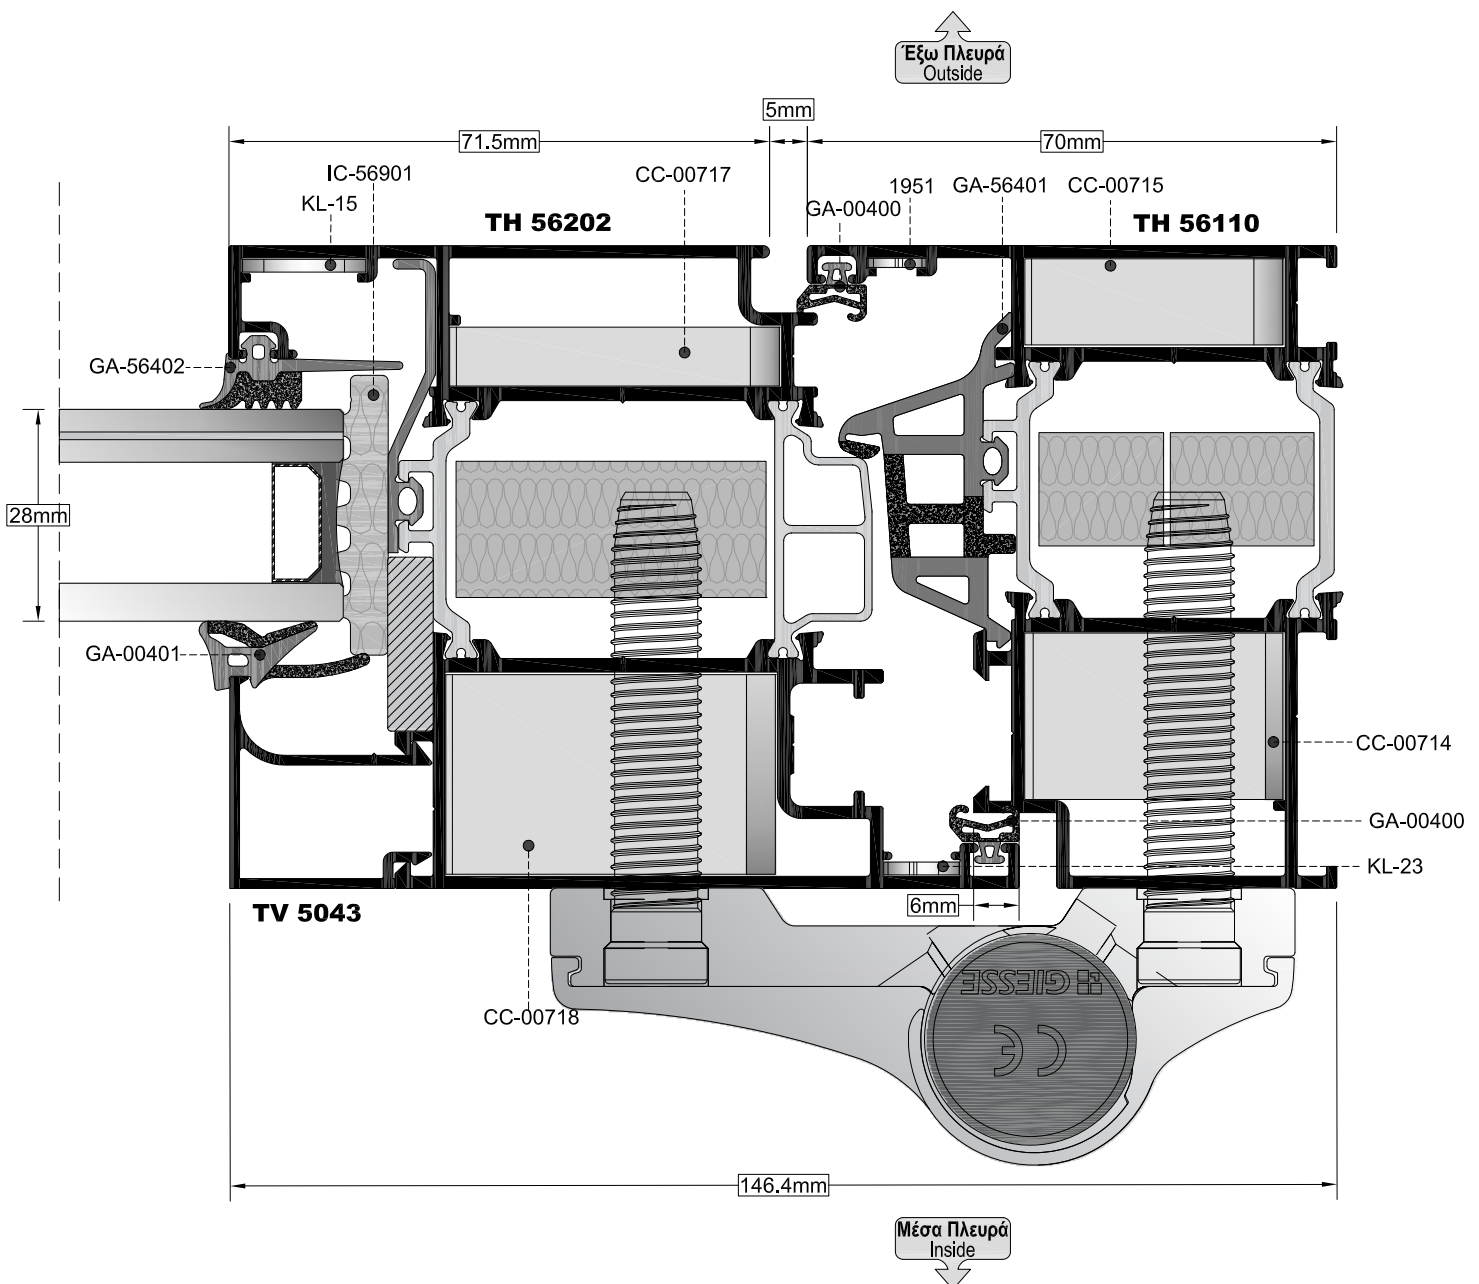 Έξω Πλευρά
Outside
5mm
71.5mm
70mm
IC-56901
CC-00717
1951
GA-56401
CC-00715
KL-15
GA-00400
TH 56202
TH 56110
GA-56402
28mm
GA-00401
CC-00714
GA-00400
KL-23
TV 5043
6mm
GIESSE
CE
CC-00718
146.4mm
Μέσα Πλευρά
Inside